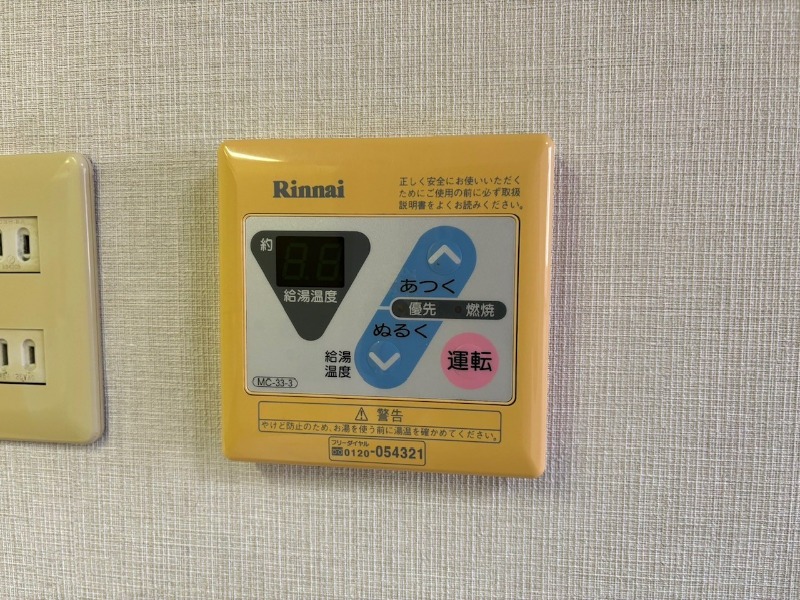 Rinnai
正しく安全にお使いいただく
ためにご使用の前に必ず取扱
説明書をよくお読みください。
約
給湯温度
あつく
優先 燃焼
ぬるく
給湯
温度
運転
MC-33-3
警告
やけど防止のため、お湯を使う前に湯温を確かめてください。
フリーダイヤル
0120-054321